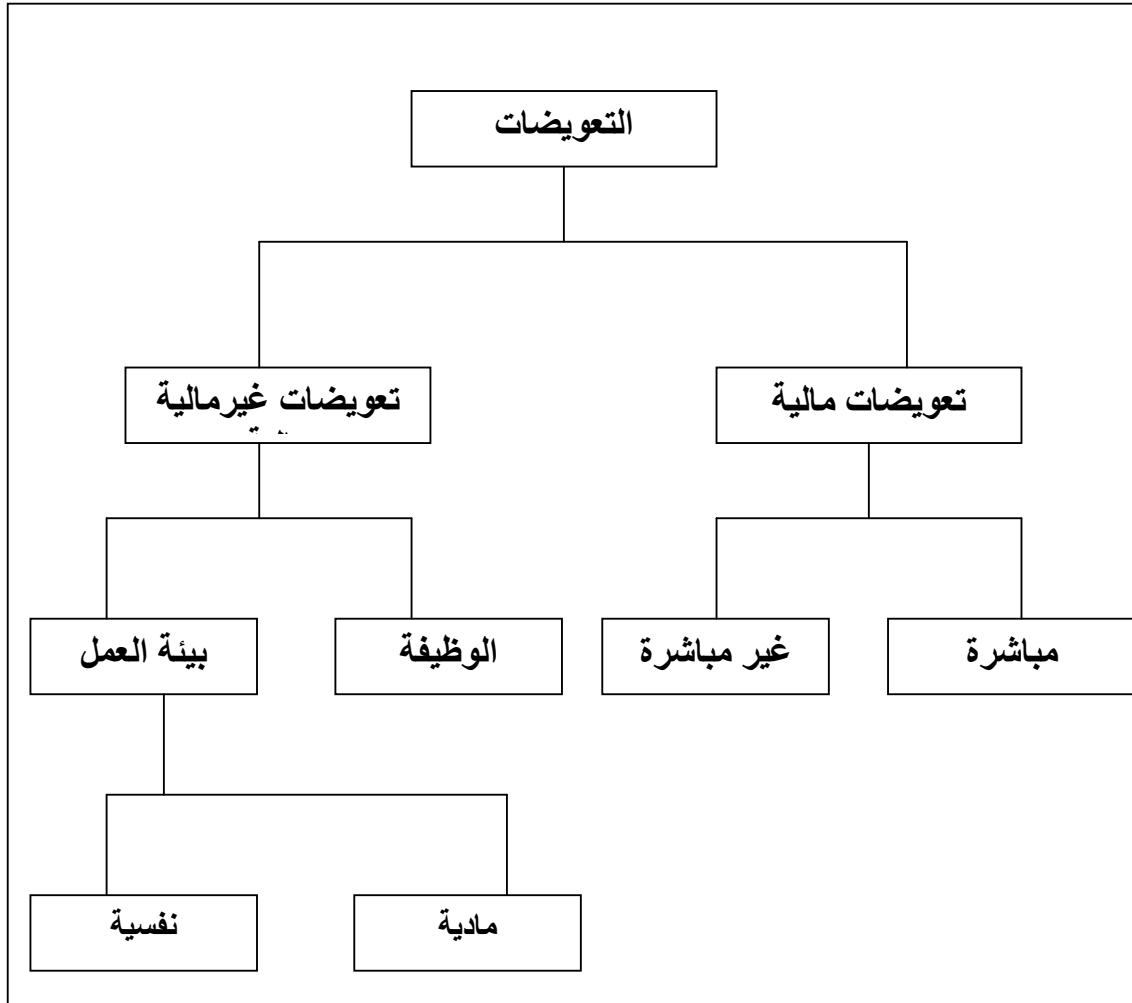 التعويضات
تعويضات مالية
تعويضات غيرمالية
مباشرة
غير مباشرة
الوظيفة
بيئة العمل
مادية
نفسية